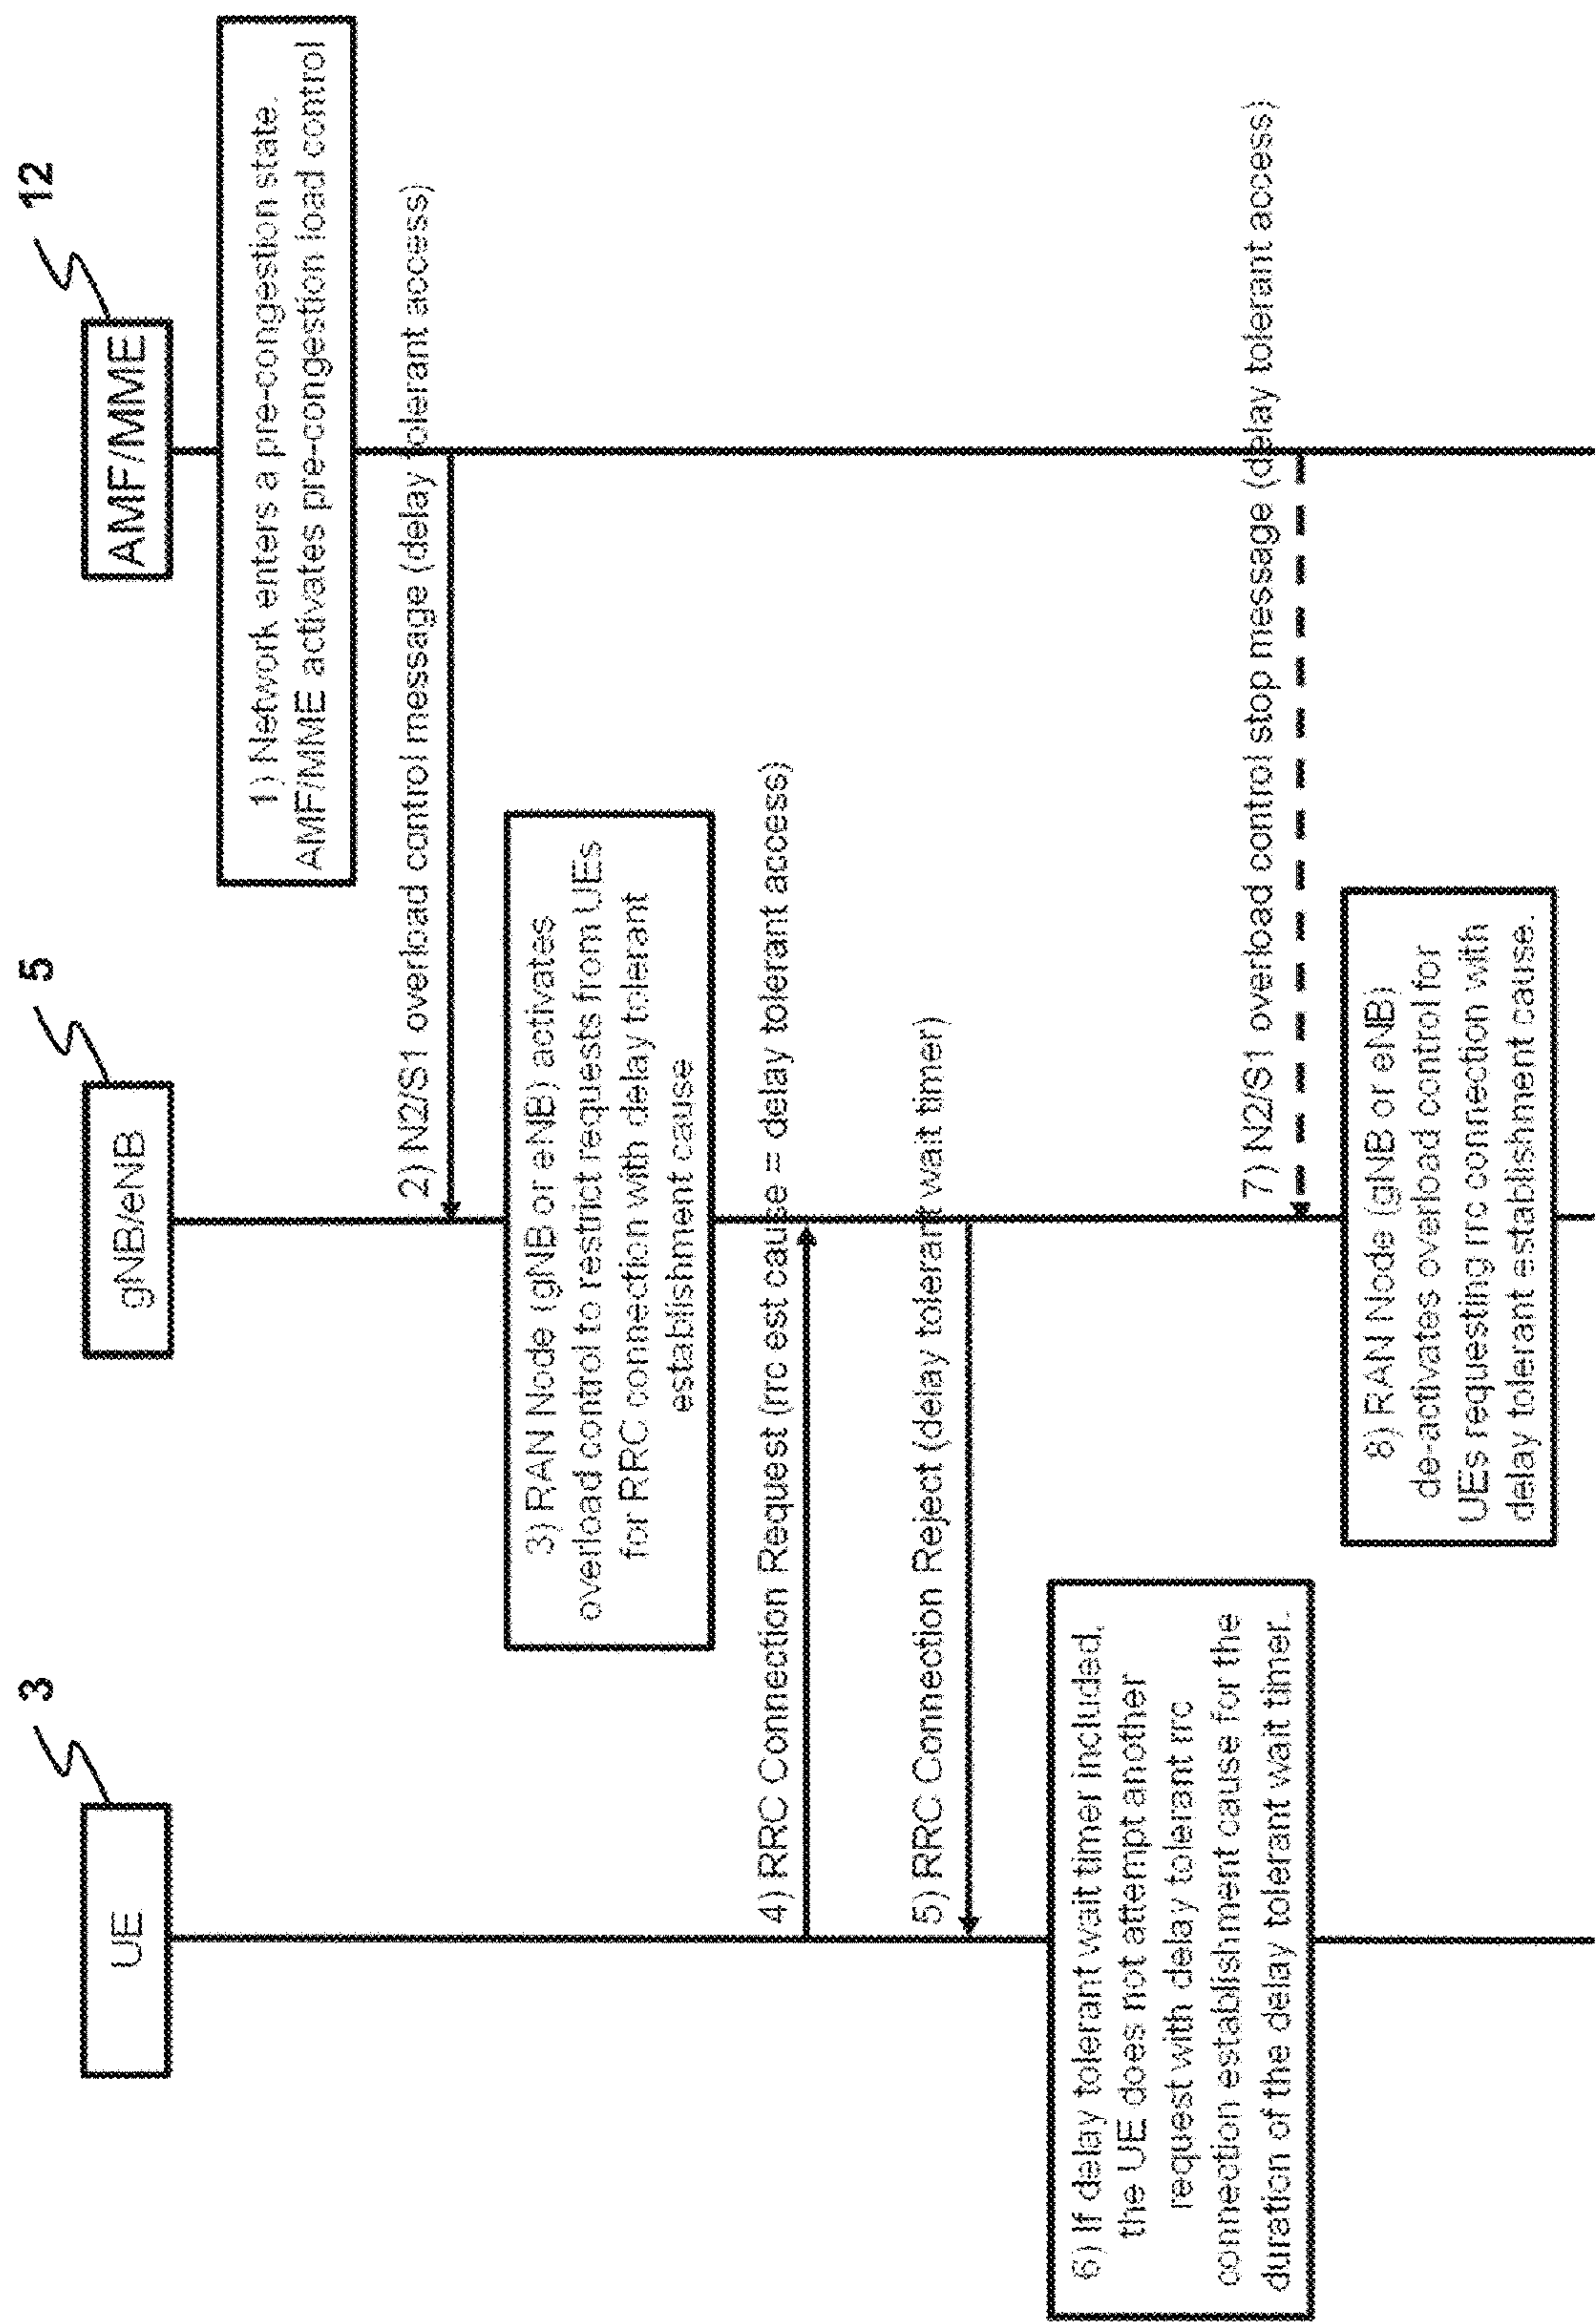 3
5
12
UE
gNB/eNB
AMF/MME
1) Network enters a pre-congestion state.
AMF/MME activates pre-congestion load control
2) N2/S1 overload control message (delay tolerant access)
3) RAN Node (gNB or eNB) activates
overload control to restrict requests from UEs
for RRC connection with delay tolerant
establishment cause
4) RRC Connection Request (rrc est cause = delay tolerant access)
5) RRC Connection Reject (delay tolerant wait timer)
6) If delay tolerant wait timer included,
the UE does not attempt another
request with delay tolerant rrc
connection establishment cause for the
duration of the delay tolerant wait timer.
7) N2/S1 overload control stop message (delay tolerant access)
8) RAN Node (gNB or eNB)
de-activates overload control for
UEs requesting rrc connection with
delay tolerant establishment cause.